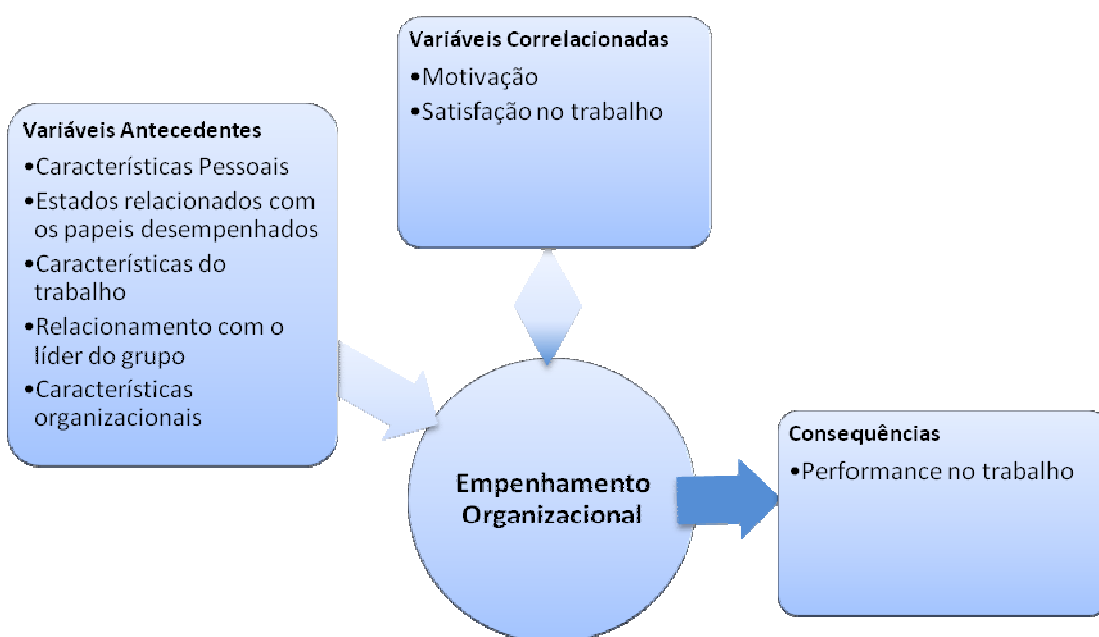 Variáveis Antecedentes
•Características Pessoais
•Estados relacionados com
os papeis desempenhados
•Características do
trabalho
•Relacionamento com o
líder do grupo
•Características
organizacionais
Variáveis Correlacionadas
•Motivação
•Satisfação no trabalho
Empenhamento
Organizacional
Consequências
•Performance no trabalho